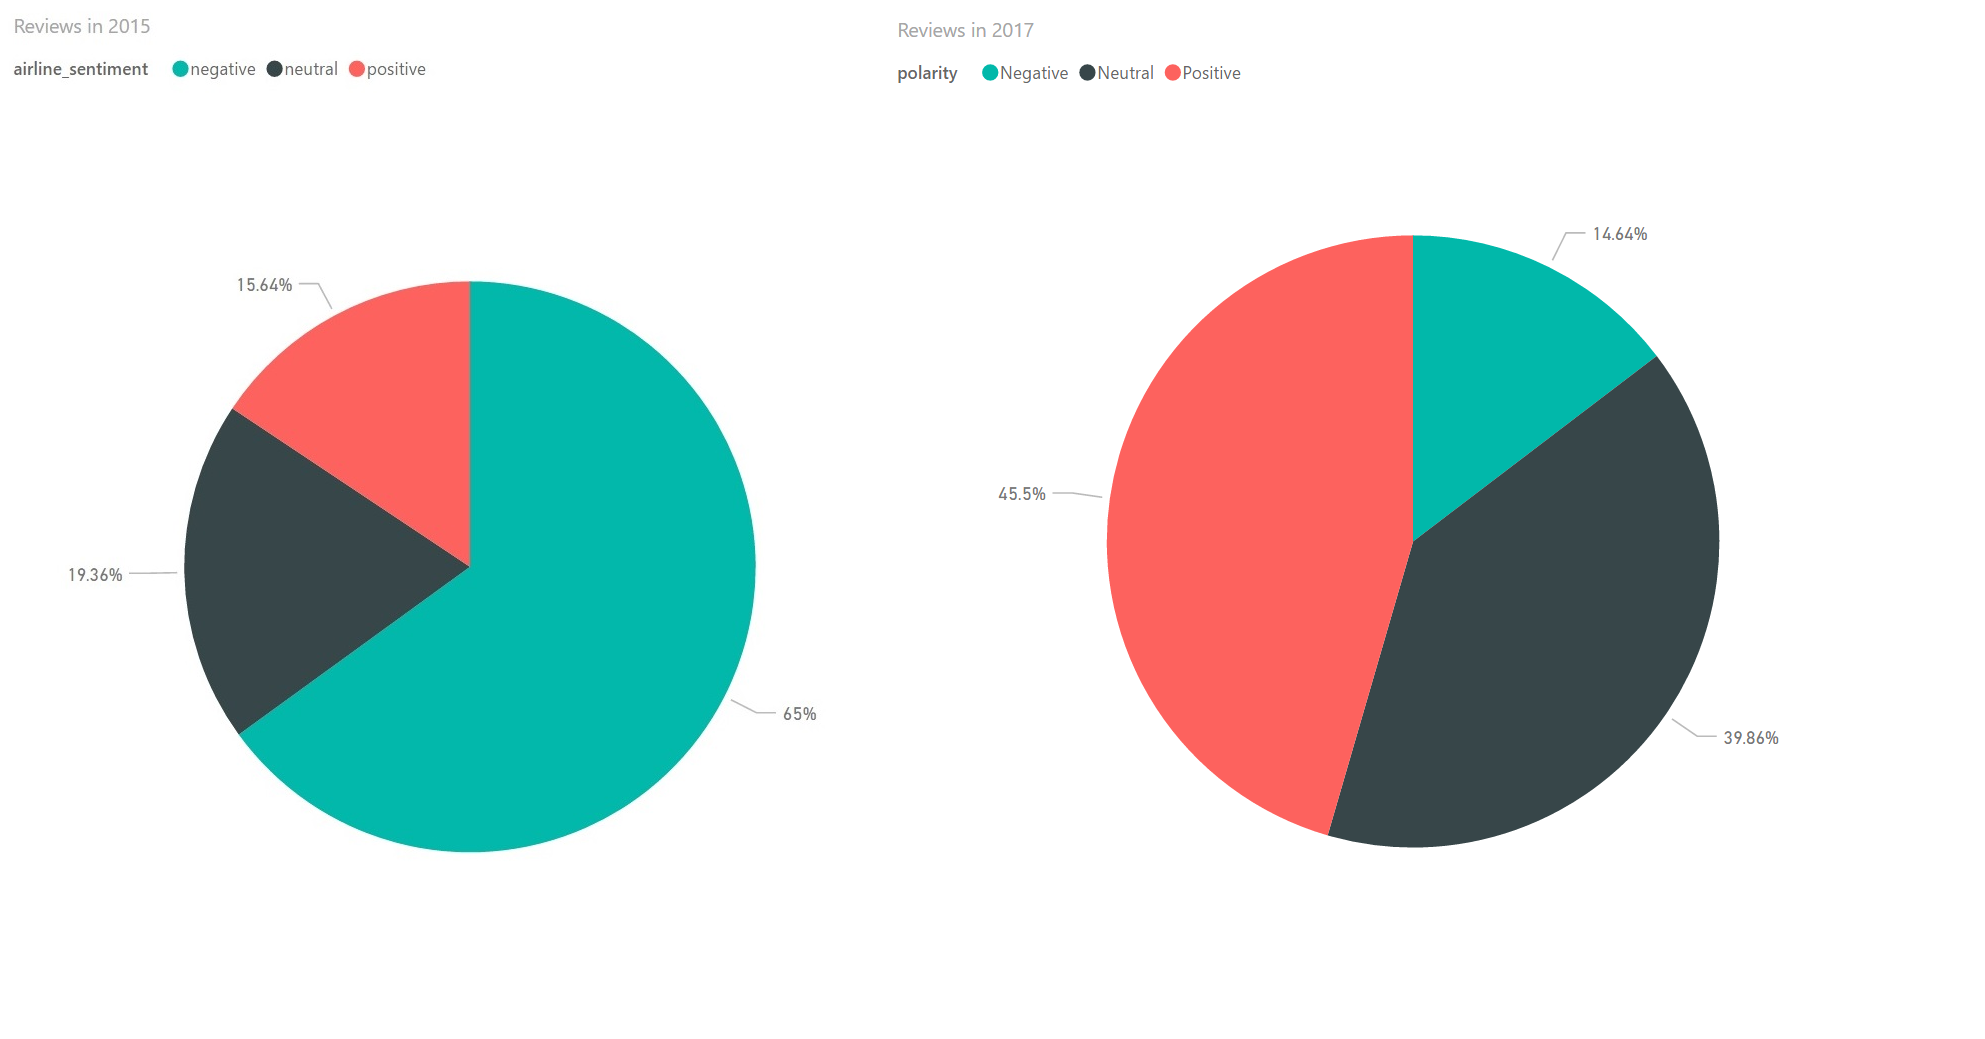 Reviews in 2015
airline_sentiment negative neutral positive
15.64%
19.36%
65%
Reviews in 2017
polarity Negative Neutral Positive
14.64%
45.5%
39.86%